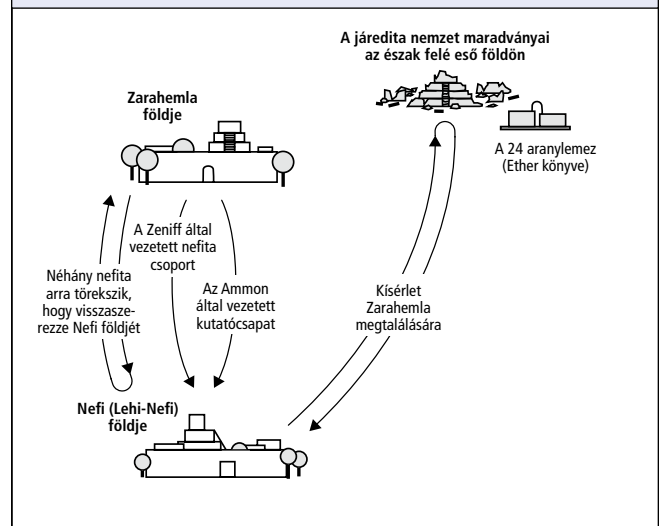 A járedita nemzet maradványai
az észak felé eső földön
Zarahemla
földje
A 24 aranylemez
(Ether könyve)
A Zeniff által
vezetett nefita
csoport
Néhány nefita
arra törekszik,
hogy visszasze-
rezze Nefi földjét
Az Ammon
által vezetett
kutatócsapat
Kísérlet
Zarahemla
megtalálására
Nefi (Lehi-Nefi)
földje